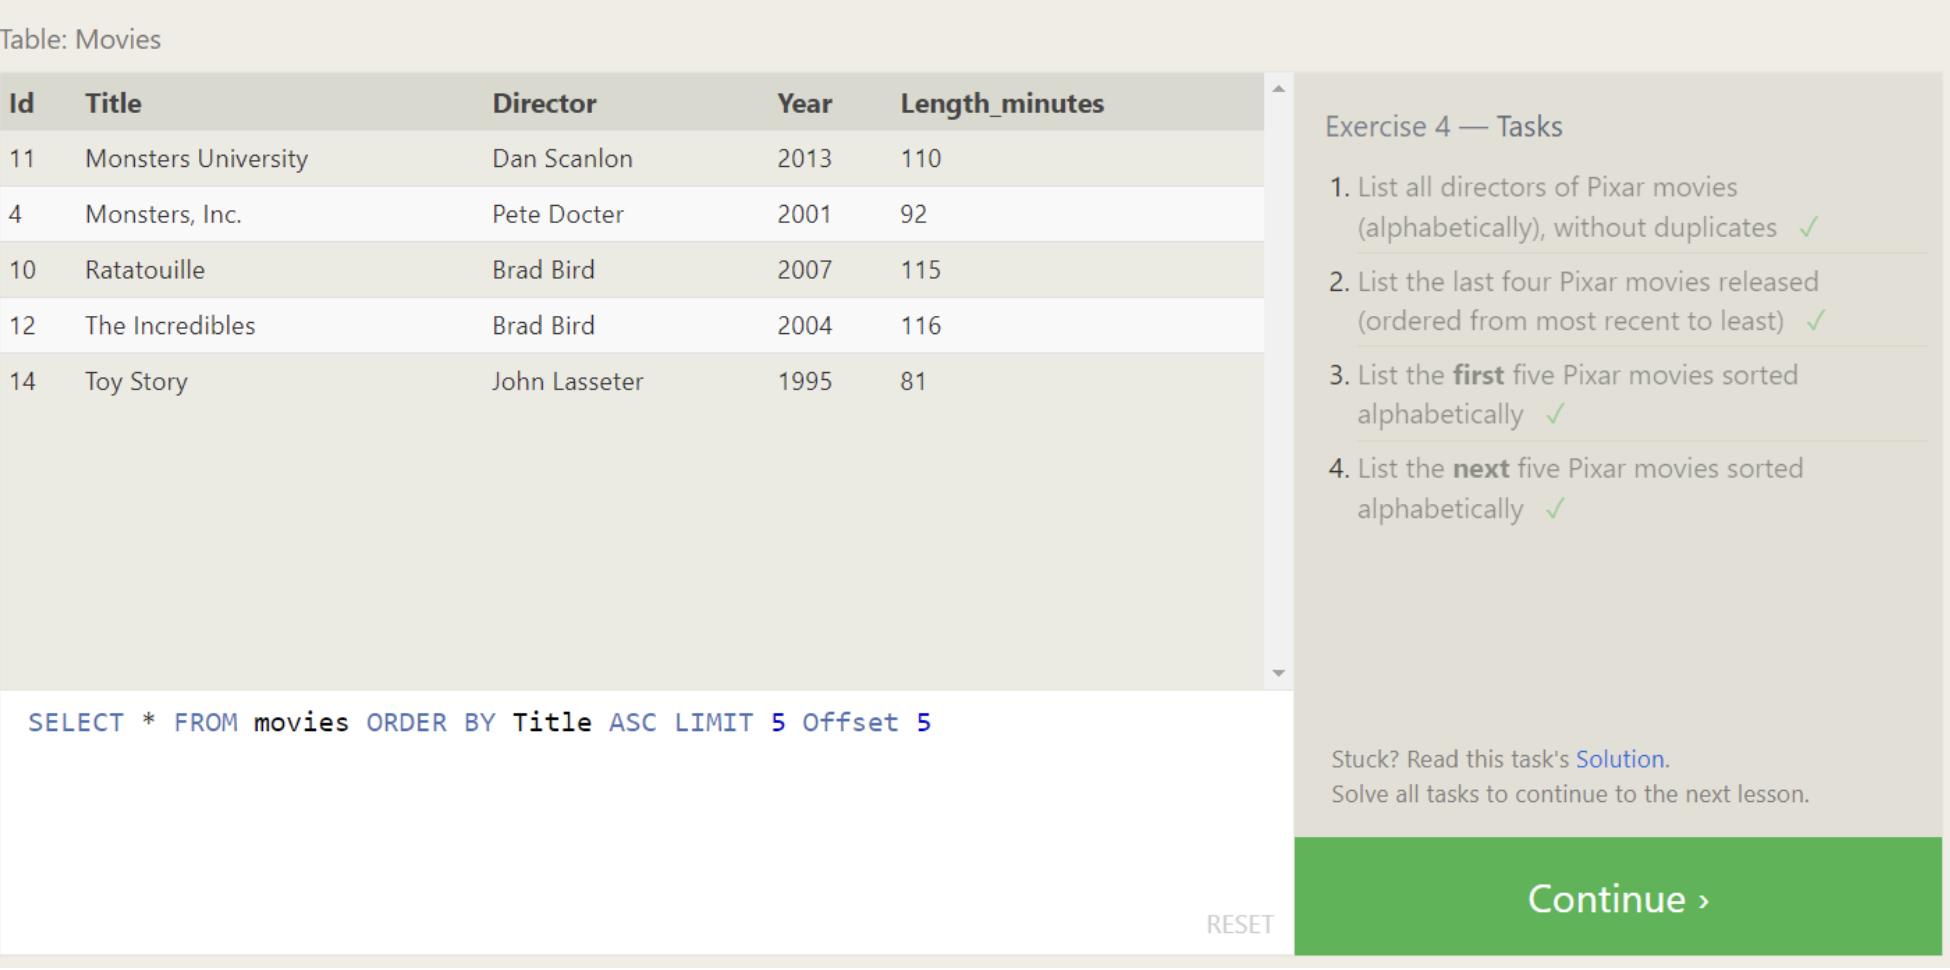 Table: Movies
Id Title Director Year Length_minutes
11 Monsters University Dan Scanlon 2013 110
4 Monsters, Inc. Pete Docter 2001 92
10 Ratatouille Brad Bird 2007 115
12 The Incredibles Brad Bird 2004 116
14 Toy Story John Lasseter 1995 81
SELECT * FROM movies ORDER BY Title ASC LIMIT 5 Offset 5
RESET
Exercise 4 — Tasks
1. List all directors of Pixar movies
(alphabetically), without duplicates ✓
2. List the last four Pixar movies released
(ordered from most recent to least) ✓
3. List the first five Pixar movies sorted
alphabetically ✓
4. List the next five Pixar movies sorted
alphabetically ✓
Stuck? Read this task's Solution.
Solve all tasks to continue to the next lesson.
Continue ›